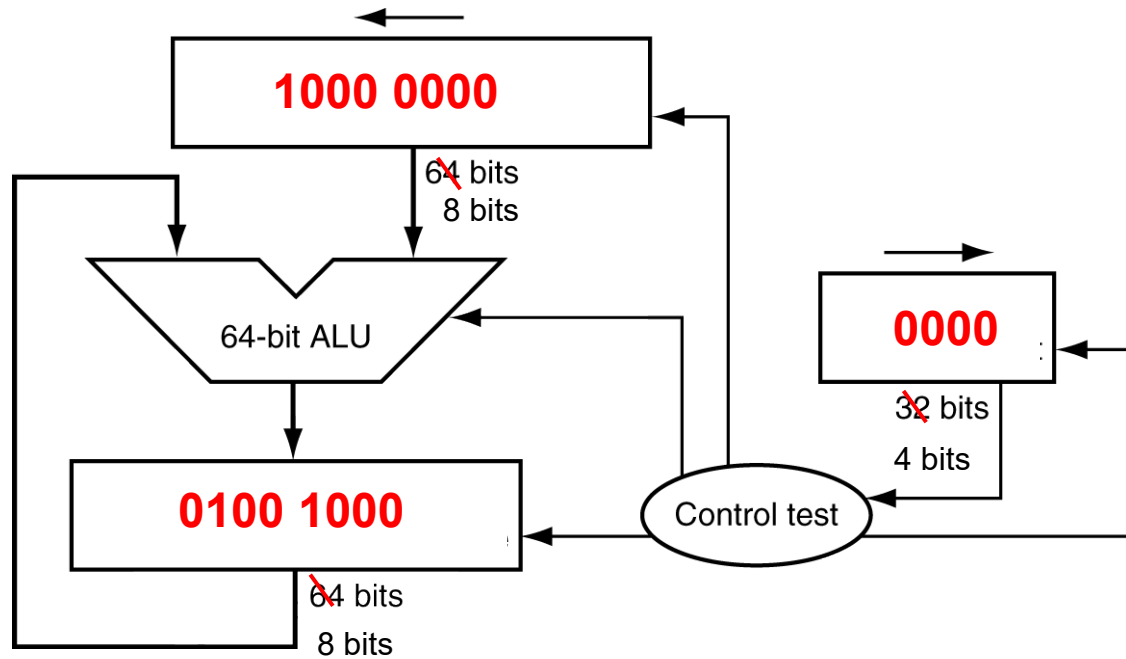 1000 0000
64 bits
8 bits
64-bit ALU
0000
:
32 bits
4 bits
0100 1000
Control test
64 bits
8 bits